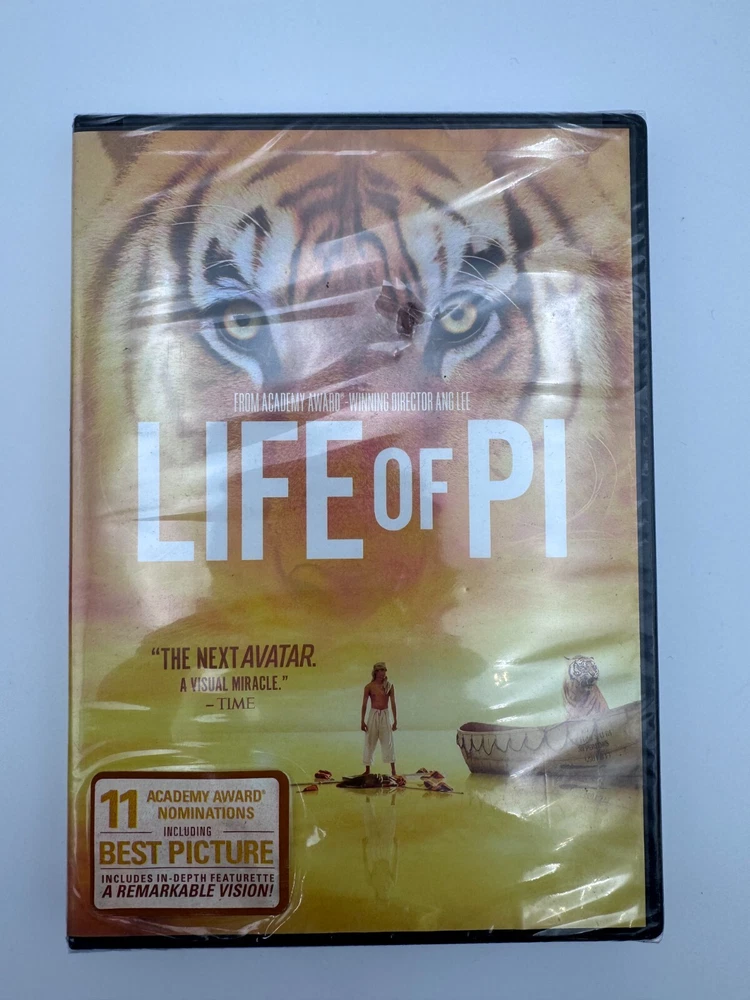 FROM ACADEMY AWARD®-WINNING DIRECTOR ANG LEE
LIFE OF PI
"THE NEXT AVATAR.
A VISUAL MIRACLE."
– TIME
11
ACADEMY AWARD®
NOMINATIONS
INCLUDING
BEST PICTURE
INCLUDES IN-DEPTH FEATURETTE
A REMARKABLE VISION!